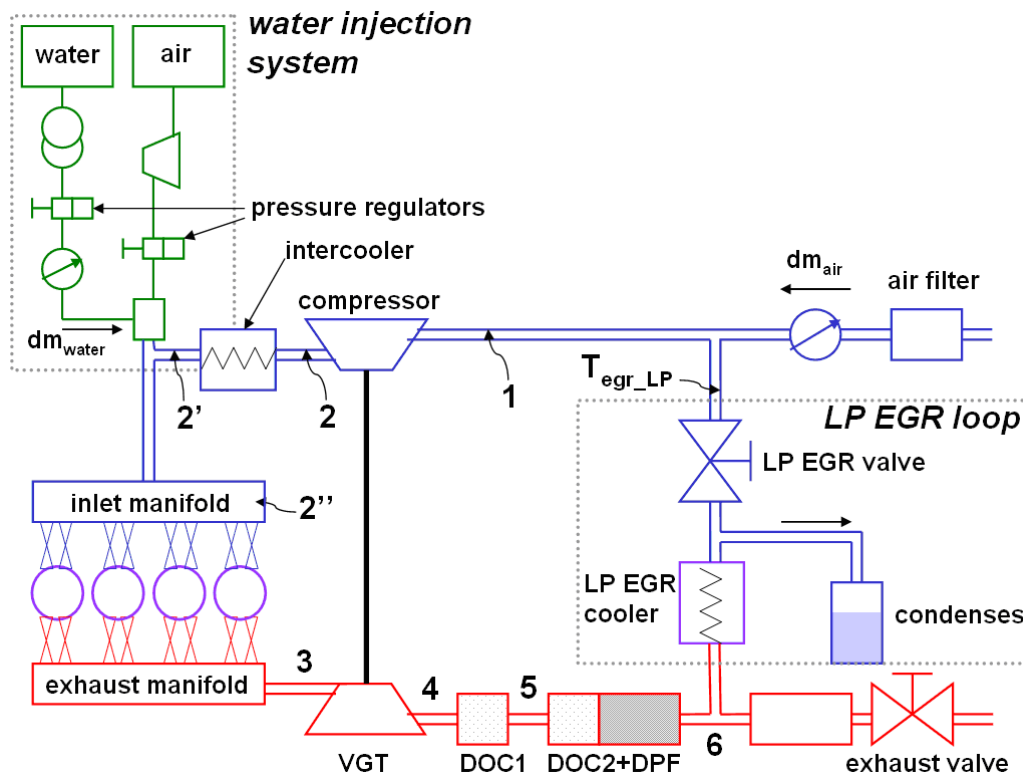 water injection
system
water
air
pressure regulators
intercooler
compressor
dm_air
air filter
dm_water
2'
2
1
T_egr_LP
LP EGR loop
LP EGR valve
inlet manifold
2''
LP EGR
cooler
condenses
exhaust manifold
3
4
5
6
VGT
DOC1
DOC2+DPF
exhaust valve